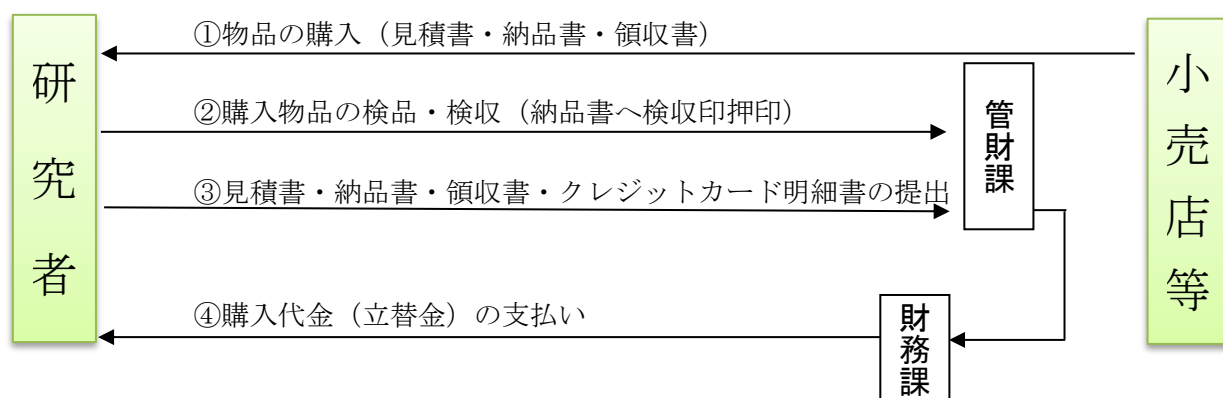 研究者
①物品の購入（見積書・納品書・領収書）
②購入物品の検品・検収（納品書へ検収印押印）
③見積書・納品書・領収書・クレジットカード明細書の提出
④購入代金（立替金）の支払い
管財課
財務課
小売店等